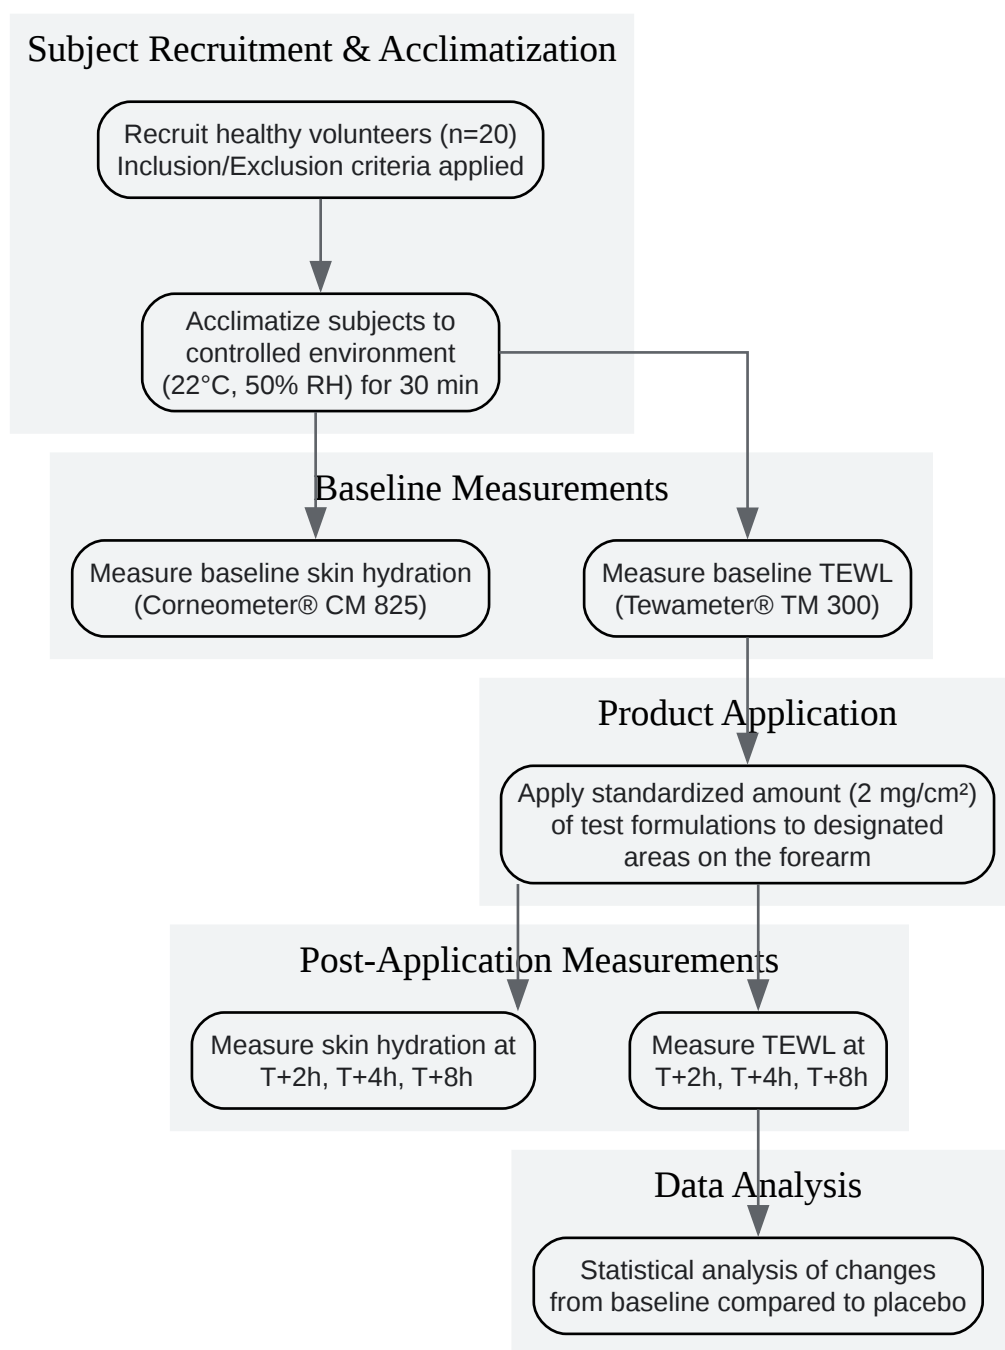 Subject Recruitment & Acclimatization
Recruit healthy volunteers (n=20)
Inclusion/Exclusion criteria applied
Acclimatize subjects to
controlled environment
(22°C, 50% RH) for 30 min
Baseline Measurements
Measure baseline skin hydration
(Corneometer® CM 825)
Measure baseline TEWL
(Tewameter® TM 300)
Product Application
Apply standardized amount (2 mg/cm²)
of test formulations to designated
areas on the forearm
Post-Application Measurements
Measure skin hydration at
T+2h, T+4h, T+8h
Measure TEWL at
T+2h, T+4h, T+8h
Data Analysis
Statistical analysis of changes
from baseline compared to placebo